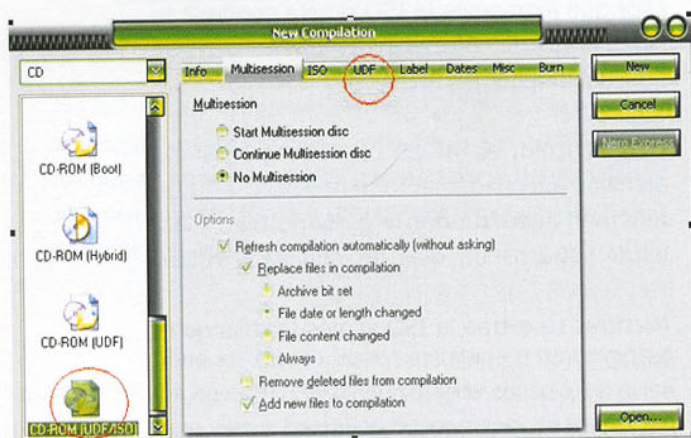 New Compilation
CD
Info Multisession ISO UDF Label Dates Misc Burn
New
Cancel
Nero Express
Multisession
Start Multisession disc
Continue Multisession disc
No Multisession
Options
Refresh compilation automatically (without asking)
Replace files in compilation
Archive bit set
File date or length changed
File content changed
Always
Remove deleted files from compilation
Add new files to compilation
CD-ROM (Boot)
CD-ROM (Hybrid)
CD-ROM (UDF)
CD-ROM (UDF/ISO)
Open...